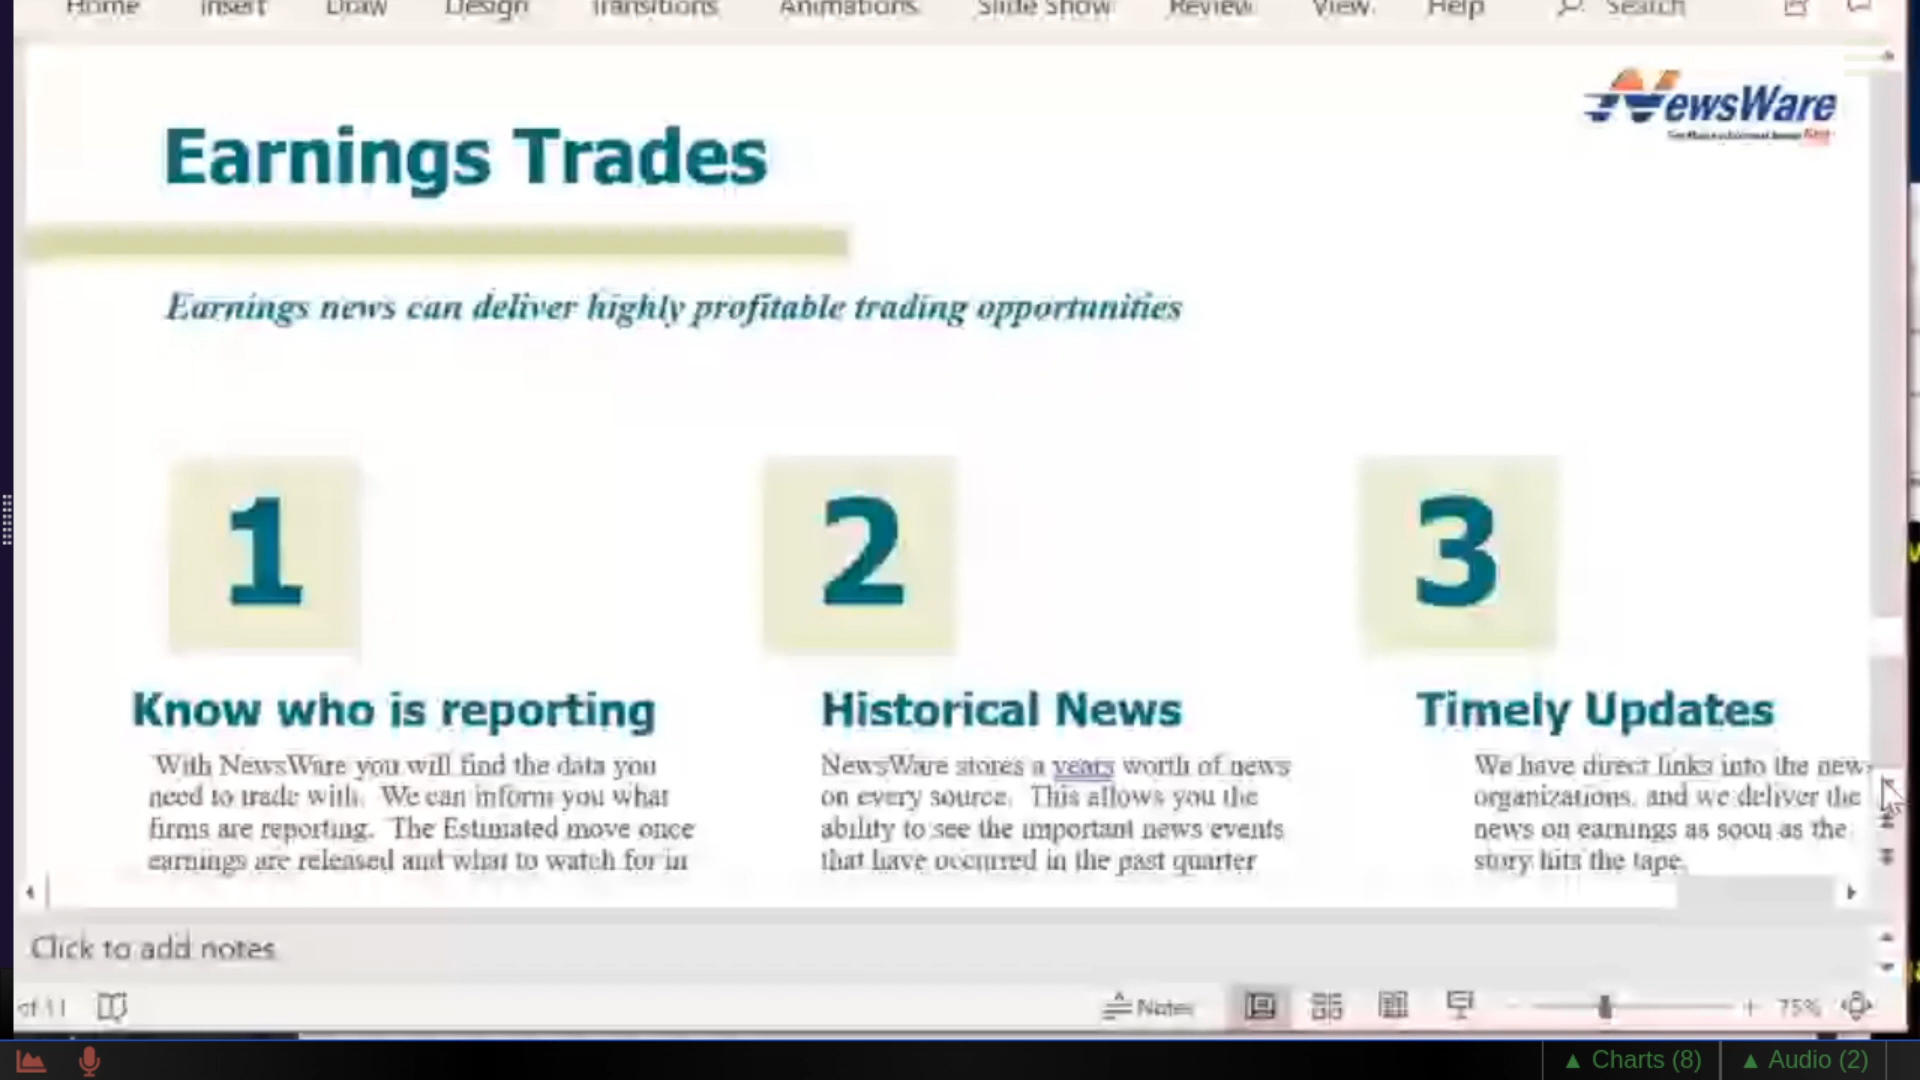 Home Insert Draw Design Transitions Animations Slide Show Review View Help Search
NewsWare
Earnings Trades
Earnings news can deliver highly profitable trading opportunities
1 2 3
Know who is reporting
With NewsWare you will find the data you
need to trade with. We can inform you what
firms are reporting. The Estimated move once
earnings are released and what to watch for in
Historical News
NewsWare stores a years worth of news
on every source. This allows you the
ability to see the important news events
that have occurred in the past quarter
Timely Updates
We have direct links into the news
organizations, and we deliver the
news on earnings as soon as the
story hits the tape.
Click to add notes
of 11 Notes 75%
▲ Charts (8) ▲ Audio (2)